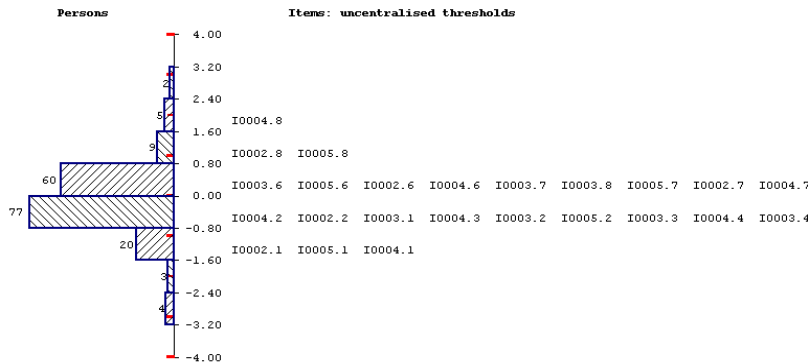 Persons Items: uncentralised thresholds
4.00
2 3.20
5 2.40
I0004.8
9 1.60
I0002.8 I0005.8
60 0.80
I0003.6 I0005.6 I0002.6 I0004.6 I0003.7 I0003.8 I0005.7 I0002.7 I0004.7
77 0.00
I0004.2 I0002.2 I0003.1 I0004.3 I0003.2 I0005.2 I0003.3 I0004.4 I0003.4
20 -0.80
I0002.1 I0005.1 I0004.1
3 -1.60
4 -2.40
-3.20
-4.00